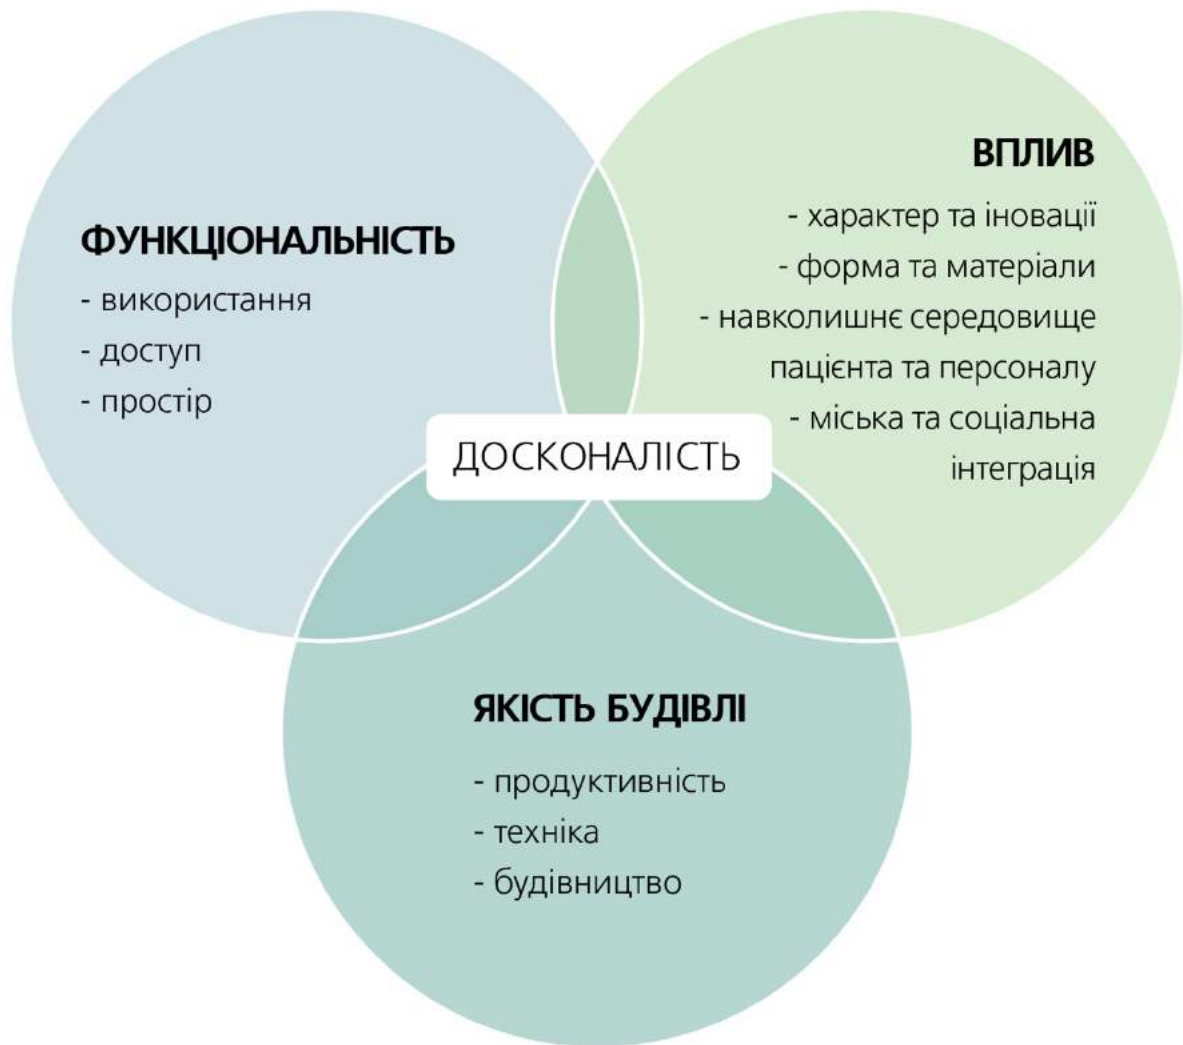 ФУНКЦІОНАЛЬНІСТЬ
- використання
- доступ
- простір
ВПЛИВ
- характер та іновації
- форма та матеріали
- навколишнє середовище
пацієнта та персоналу
- міська та соціальна
інтеграція
ДОСКОНАЛІСТЬ
ЯКІСТЬ БУДІВЛІ
- продуктивність
- техніка
- будівництво